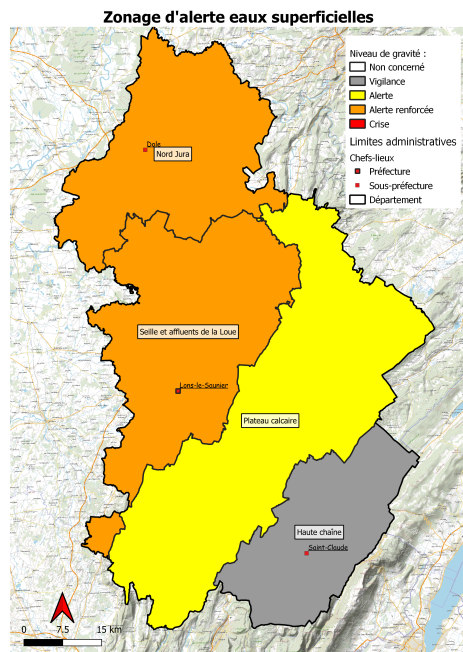 Zonage d'alerte eaux superficielles
Niveau de gravité :
Non concerné
Vigilance
Alerte
Alerte renforcée
Crise
Limites administratives
Chefs-lieux
Préfecture
Sous-préfecture
Département
Dole
Nord Jura
Seille et affluents de la Loue
Lons-le-Saunier
Plateau calcaire
Haute chaîne
Saint-Claude
0 7.5 15 km